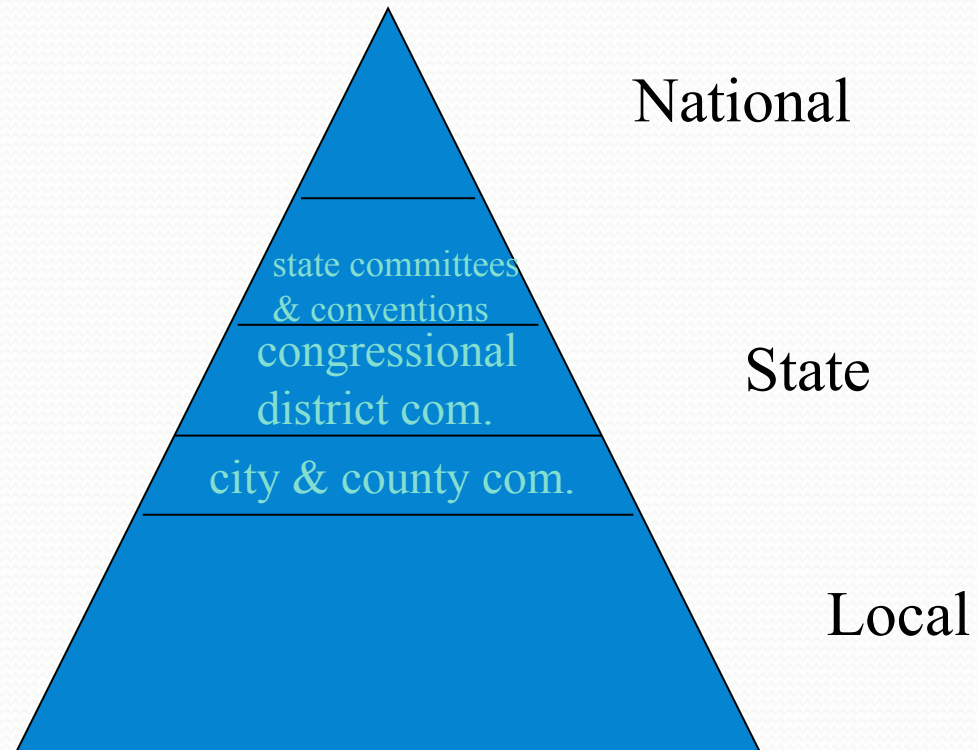 National
state committees
& conventions
congressional
district com.
State
city & county com.
Local